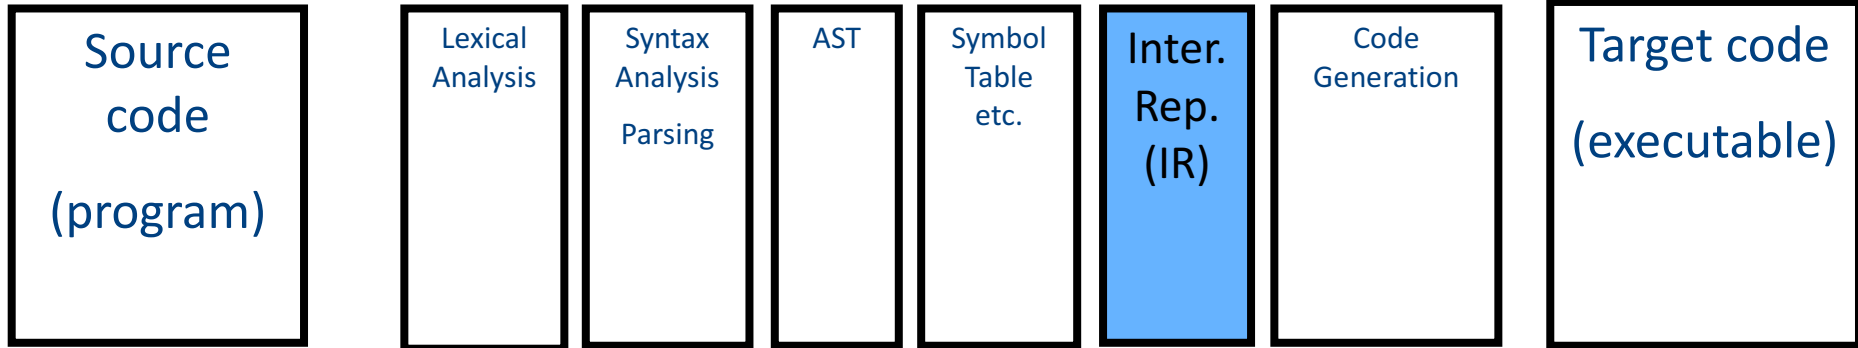 Source
code
(program)
Lexical
Analysis
Syntax
Analysis
Parsing
AST
Symbol
Table
etc.
Inter.
Rep.
(IR)
Code
Generation
Target code
(executable)